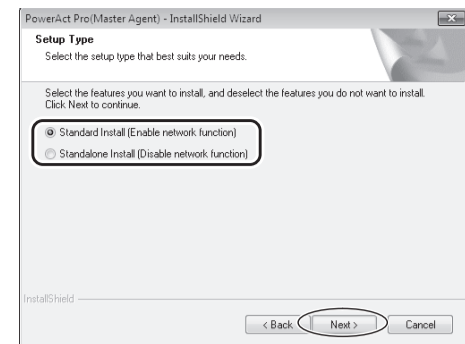 PowerAct Pro(Master Agent) - InstallShield Wizard
Setup Type
Select the setup type that best suits your needs.
Select the features you want to install, and deselect the features you do not want to install.
Click Next to continue.
Standard Install (Enable network function)
Standalone Install (Disable network function)
InstallShield
< Back
Next >
Cancel